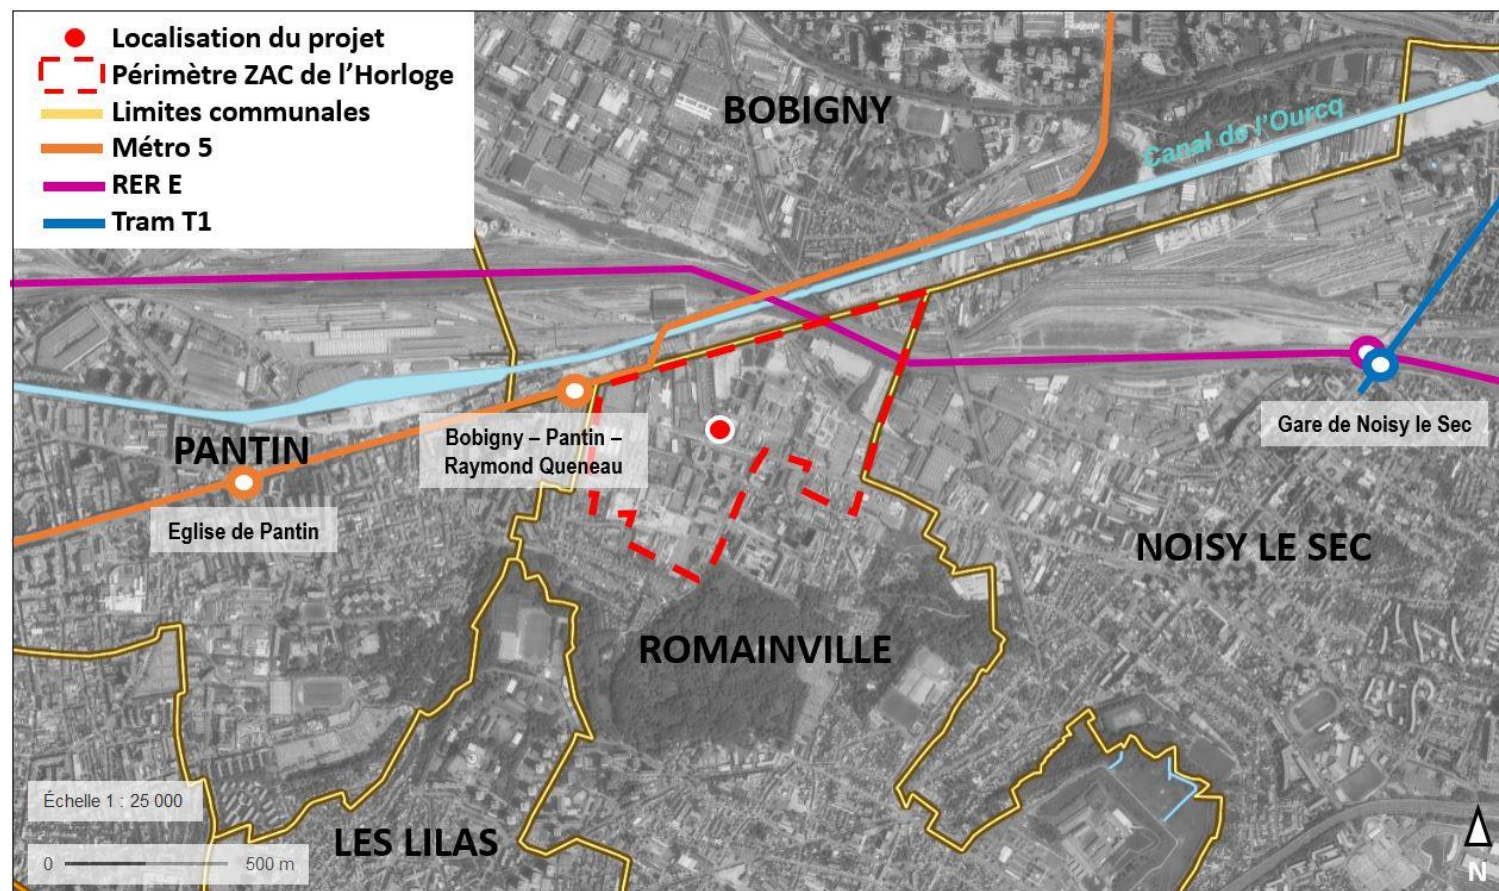 Localisation du projet
Périmètre ZAC de l’Horloge
Limites communales
Métro 5
RER E
Tram T1
BOBIGNY
Canal de l’Ourcq
PANTIN
Bobigny – Pantin –
Raymond Queneau
Gare de Noisy le Sec
Eglise de Pantin
NOISY LE SEC
ROMAINVILLE
Échelle 1 : 25 000
LES LILAS
0 500 m
N